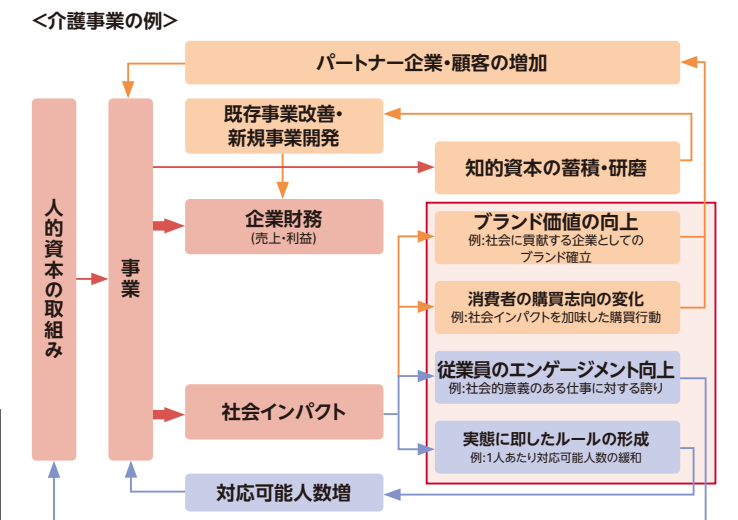 <介護事業の例>
パートナー企業・顧客の増加
既存事業改善・
新規事業開発
知的資本の蓄積・研磨
人的資本の取組み
事業
企業財務
(売上・利益)
ブランド価値の向上
例:社会に貢献する企業としての
ブランド確立
消費者の購買志向の変化
例:社会インパクトを加味した購買行動
従業員のエンゲージメント向上
例:社会的意義のある仕事に対する誇り
社会インパクト
実態に即したルールの形成
例:1人あたり対応可能人数の緩和
対応可能人数増